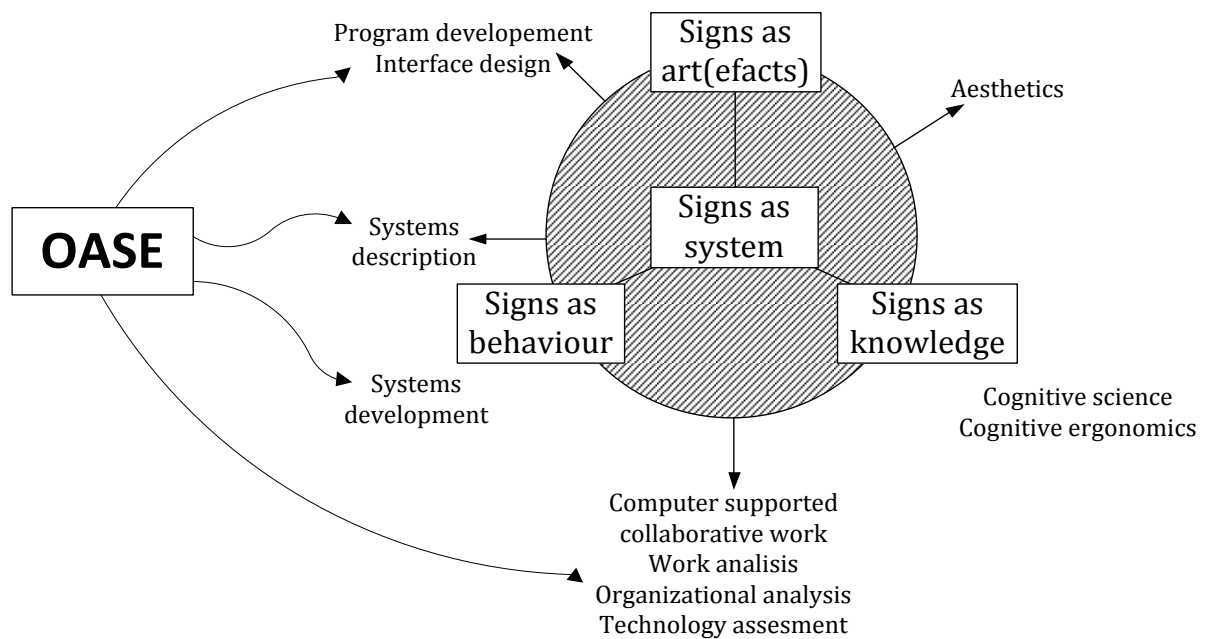 Program developement
Interface design
Signs as
art(efacts)
Aesthetics
OASE
Systems
description
Signs as
system
Signs as
behaviour
Signs as
knowledge
Systems
development
Cognitive science
Cognitive ergonomics
Computer supported
collaborative work
Work analisis
Organizational analysis
Technology assesment